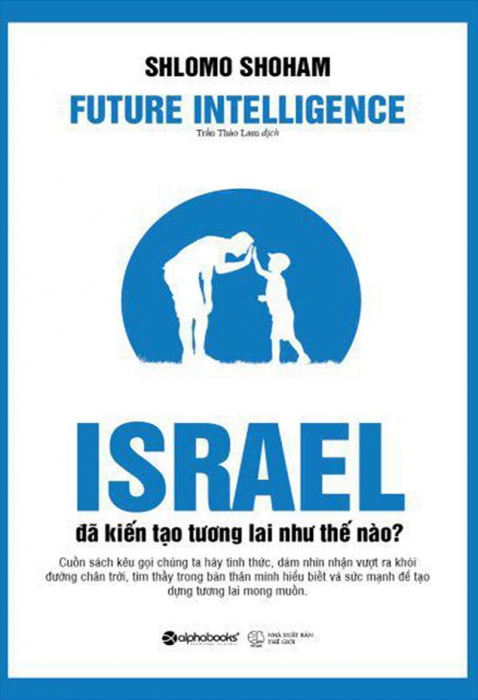 SHLOMO SHOHAM
FUTURE INTELLIGENCE
Trần Thảo Lam dịch
ISRAEL
đã kiến tạo tương lai như thế nào?
Cuốn sách kêu gọi chúng ta hãy tỉnh thức, dám nhìn nhận vượt ra khỏi
đường chân trời, tìm thấy trong bản thân mình hiểu biết và sức mạnh để tạo
dựng tương lai mong muốn.
alphabooks
NHÀ XUẤT BẢN
THẾ GIỚI